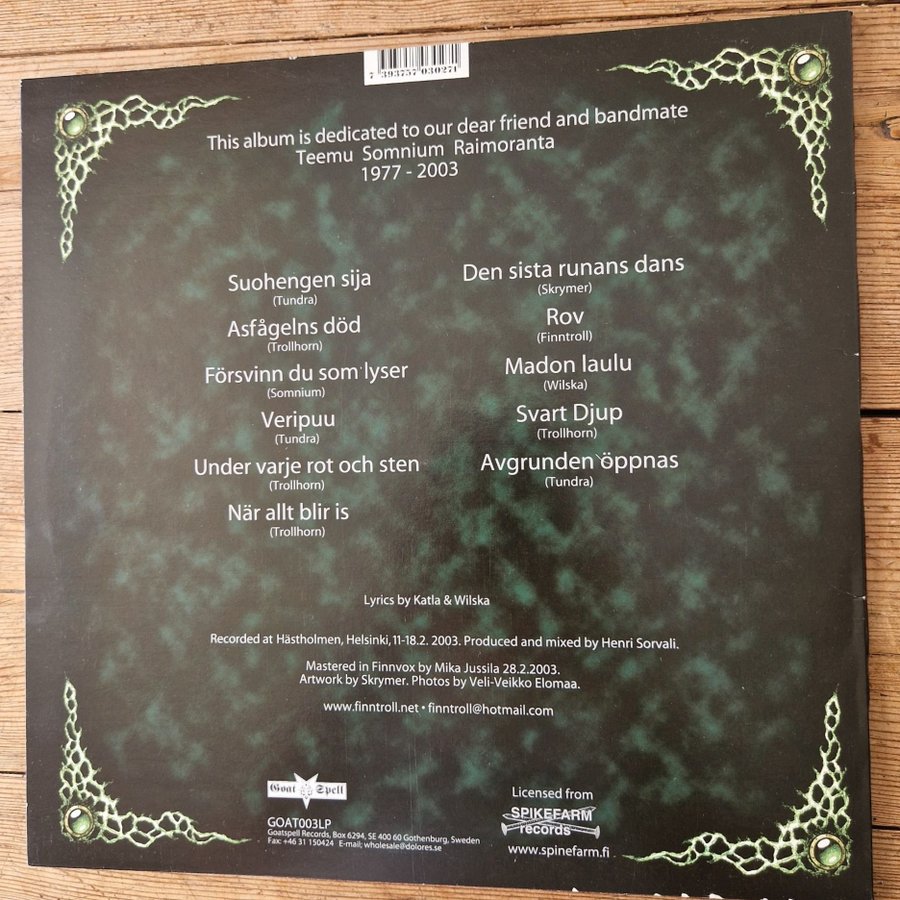 7 393757 030271
This album is dedicated to our dear friend and bandmate
Teemu Somnium Raimoranta
1977 - 2003
Suohengen sija
(Tundra)
Asfågelns död
(Trollhorn)
Försvinn du som lyser
(Somnium)
Veripuu
(Tundra)
Under varje rot och sten
(Trollhorn)
När allt blir is
(Trollhorn)
Den sista runans dans
(Skrymer)
Rov
(Finntroll)
Madon laulu
(Wilska)
Svart Djup
(Trollhorn)
Avgrunden öppnas
(Tundra)
Lyrics by Katla & Wilska
Recorded at Hästholmen, Helsinki, 11-18.2. 2003. Produced and mixed by Henri Sorvali.
Mastered in Finnvox by Mika Jussila 28.2.2003.
Artwork by Skrymer. Photos by Veli-Veikko Elomaa.
www.finntroll.net • finntroll@hotmail.com
Goat Spell
GOAT003LP
Goatspell Records, Box 6294, SE 400 60 Gothenburg, Sweden
Fax: +46 31 150424 E-mail; wholesale@dolores.se
Licensed from
SPIKEFARM
records
www.spinefarm.fi